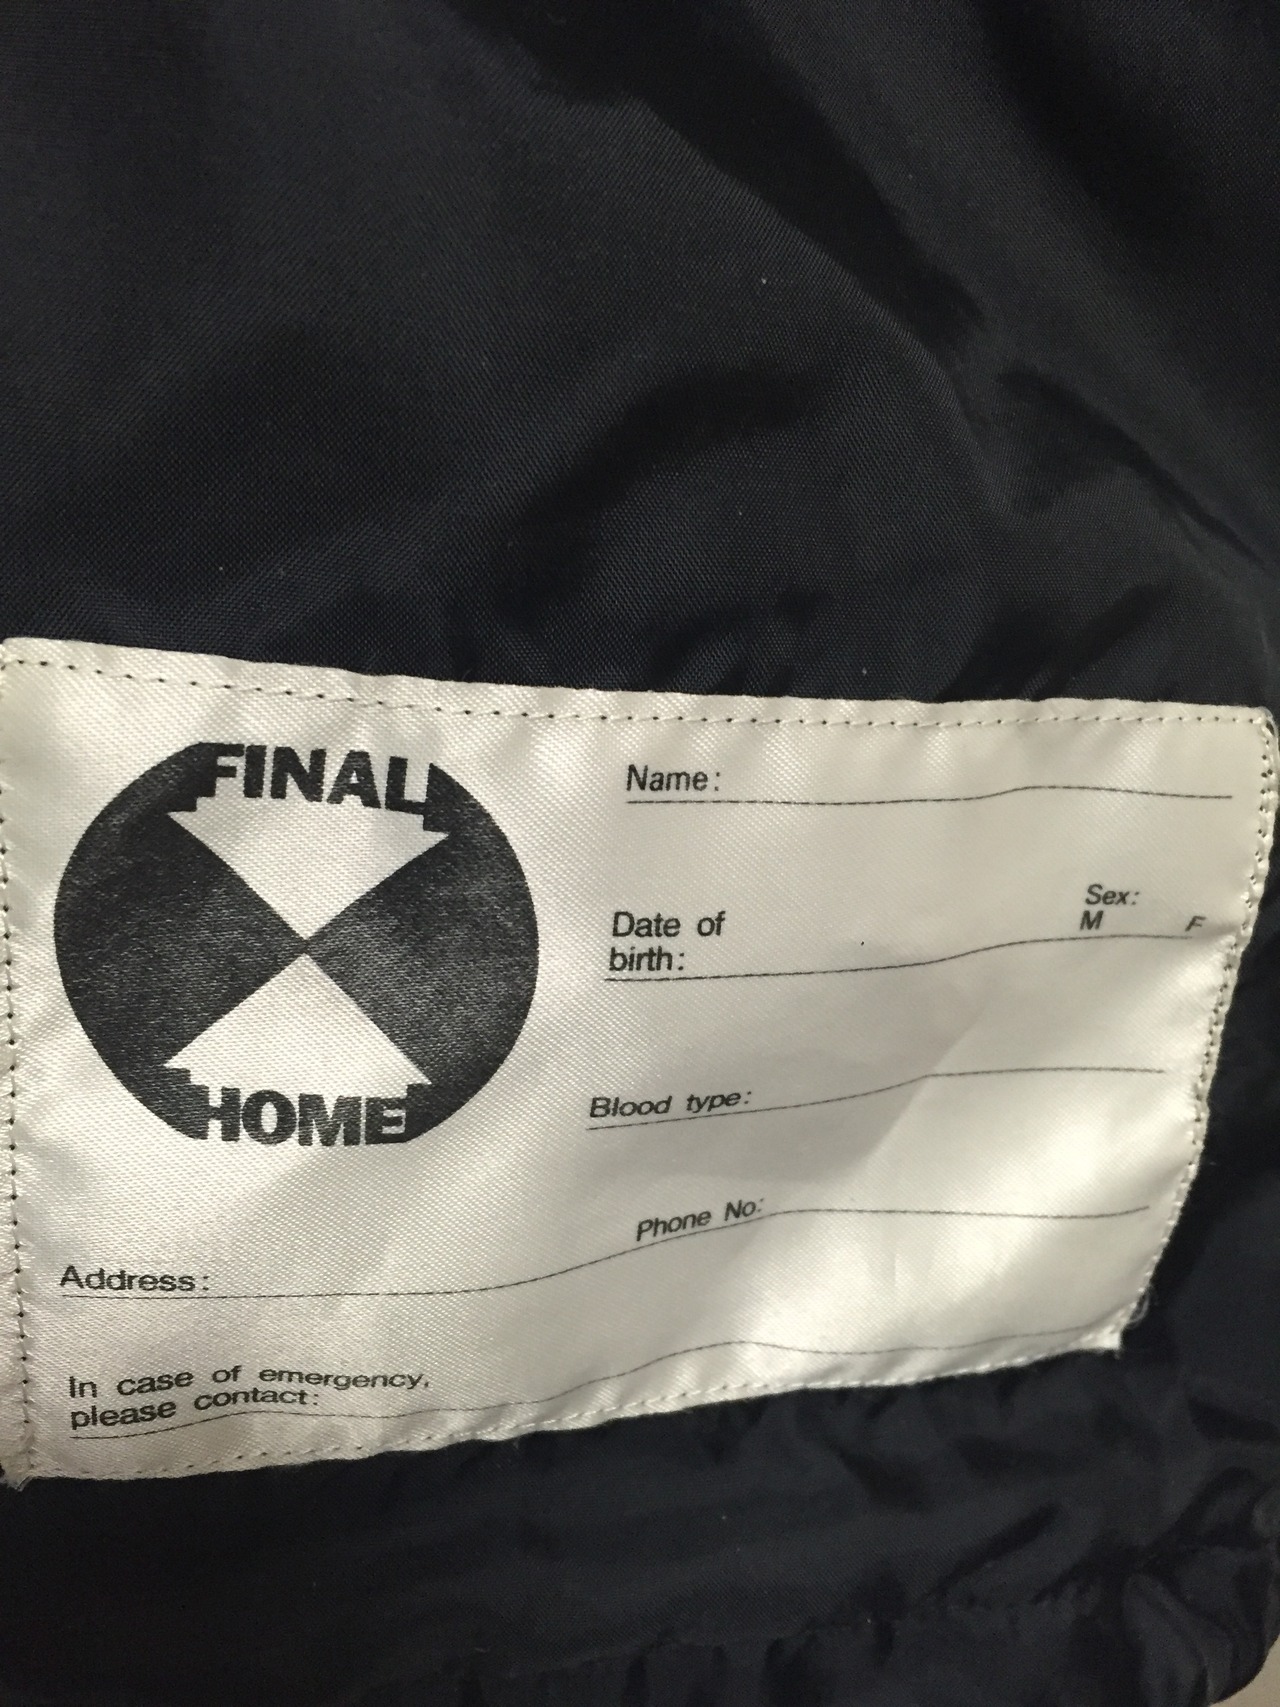 FINAL
HOME
Name:
Sex:
M F
Date of
birth:
Blood type:
Phone No:
Address:
In case of emergency,
please contact: